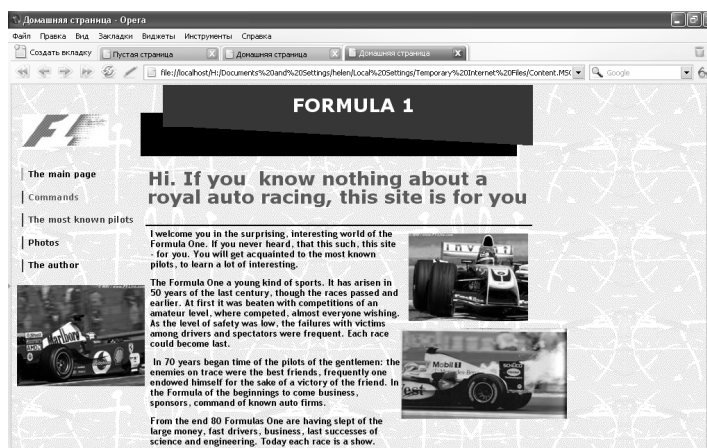 Домашняя страница - Opera
Файл Правка Вид Закладки Виджеты Инструменты Справка
Создать вкладку Пустая страница Домашняя страница Домашняя страница
file://localhost/H:/Documents%20and%20Settings/helen/Local%20Settings/Temporary%20Internet%20Files/Content.MSO Google
FORMULA 1
F1
The main page
Commands
The most known pilots
Photos
The author
Hi. If you know nothing about a
royal auto racing, this site is for you
I welcome you in the surprising, interesting world of the
Formula One. If you never heard, that this such, this site
- for you. You will get acquainted to the most known
pilots, to learn a lot of interesting.
The Formula One a young kind of sports. It has arisen in
50 years of the last century, though the races passed and
earlier. At first it was beaten with competitions of an
amateur level, where competed, almost everyone wishing.
As the level of safety was low, the failures with victims
among drivers and spectators were frequent. Each race
could become last.
In 70 years began time of the pilots of the gentlemen: the
enemies on trace were the best friends, frequently one
endowed himself for the sake of a victory of the friend. In
the Formula of the beginnings to come business,
sponsors, command of known auto firms.
From the end 80 Formulas One are having slept of the
large money, fast drivers, business, last successes of
science and engineering. Today each race is a show.
invent
Marlboro
AMD
Mobil 1
SCHÜCO
est